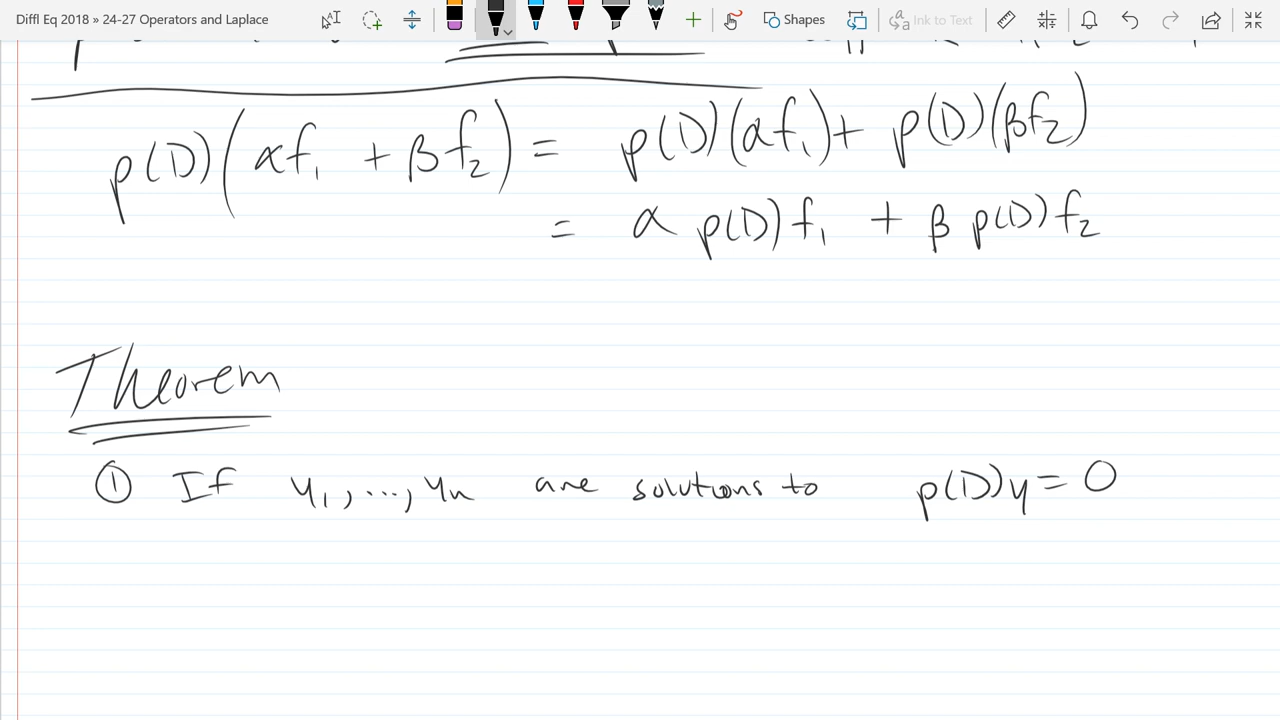 Diffl Eq 2018 » 24-27 Operators and Laplace
Shapes
Ink to Text
p(D)(αf₁ + βf₂) = p(D)(αf₁) + p(D)(βf₂)
= α p(D) f₁ + β p(D) f₂
Theorem
① If y₁, ..., yₙ are solutions to p(D)y = 0